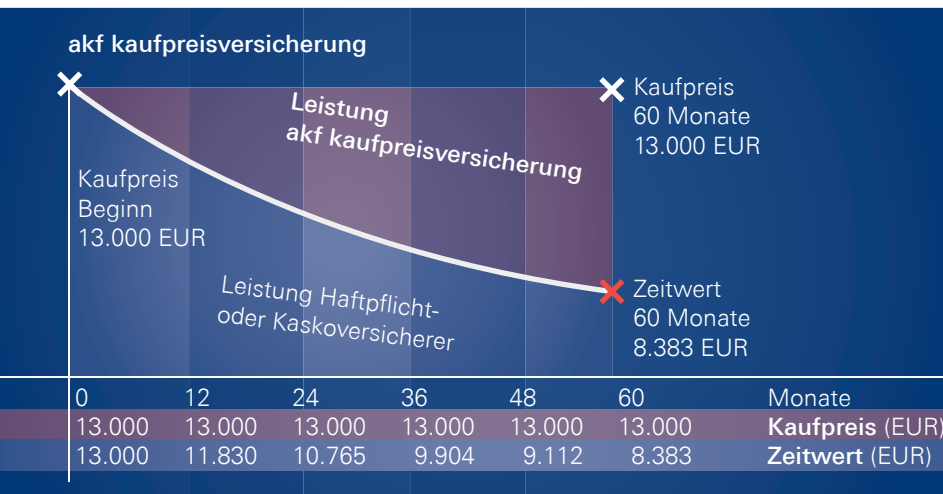 akf kaufpreisversicherung
Leistung
akf kaufpreisversicherung
Kaufpreis
60 Monate
13.000 EUR
Kaufpreis
Beginn
13.000 EUR
Leistung Haftpflicht-
oder Kaskoversicherer
Zeitwert
60 Monate
8.383 EUR
0 12 24 36 48 60 Monate
13.000 13.000 13.000 13.000 13.000 13.000 Kaufpreis (EUR)
13.000 11.830 10.765 9.904 9.112 8.383 Zeitwert (EUR)